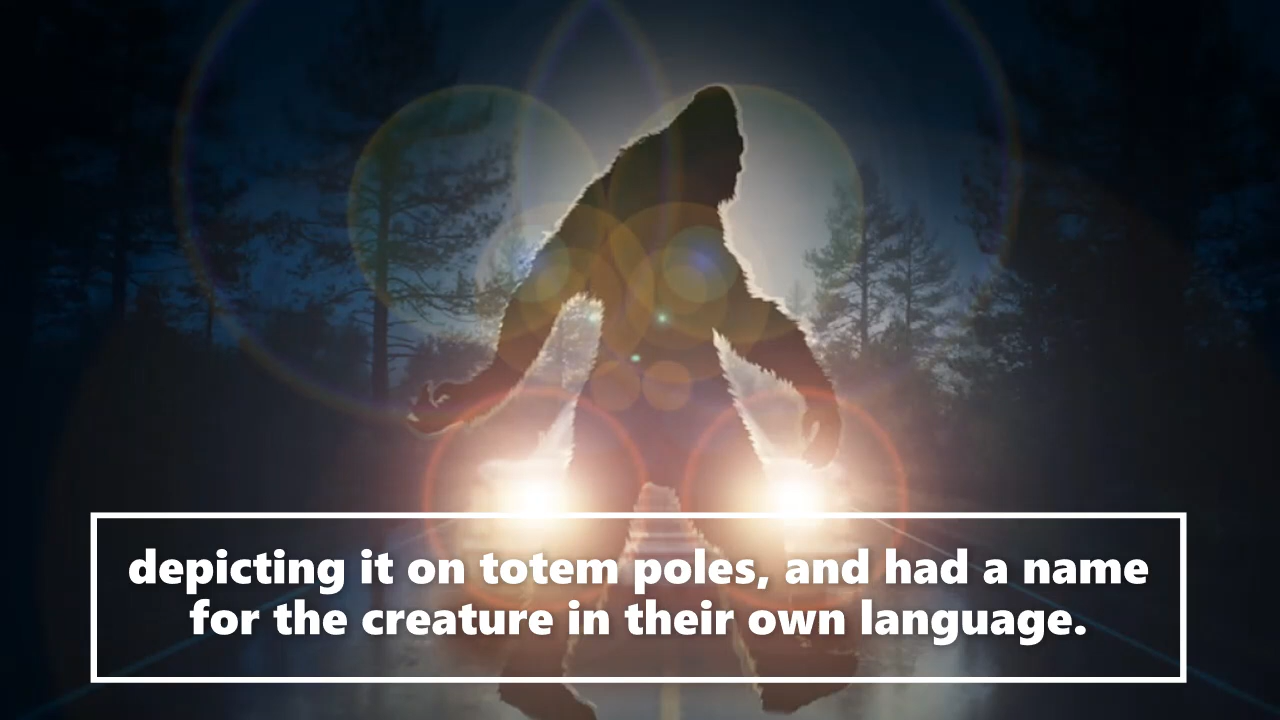 depicting it on totem poles, and had a name
for the creature in their own language.